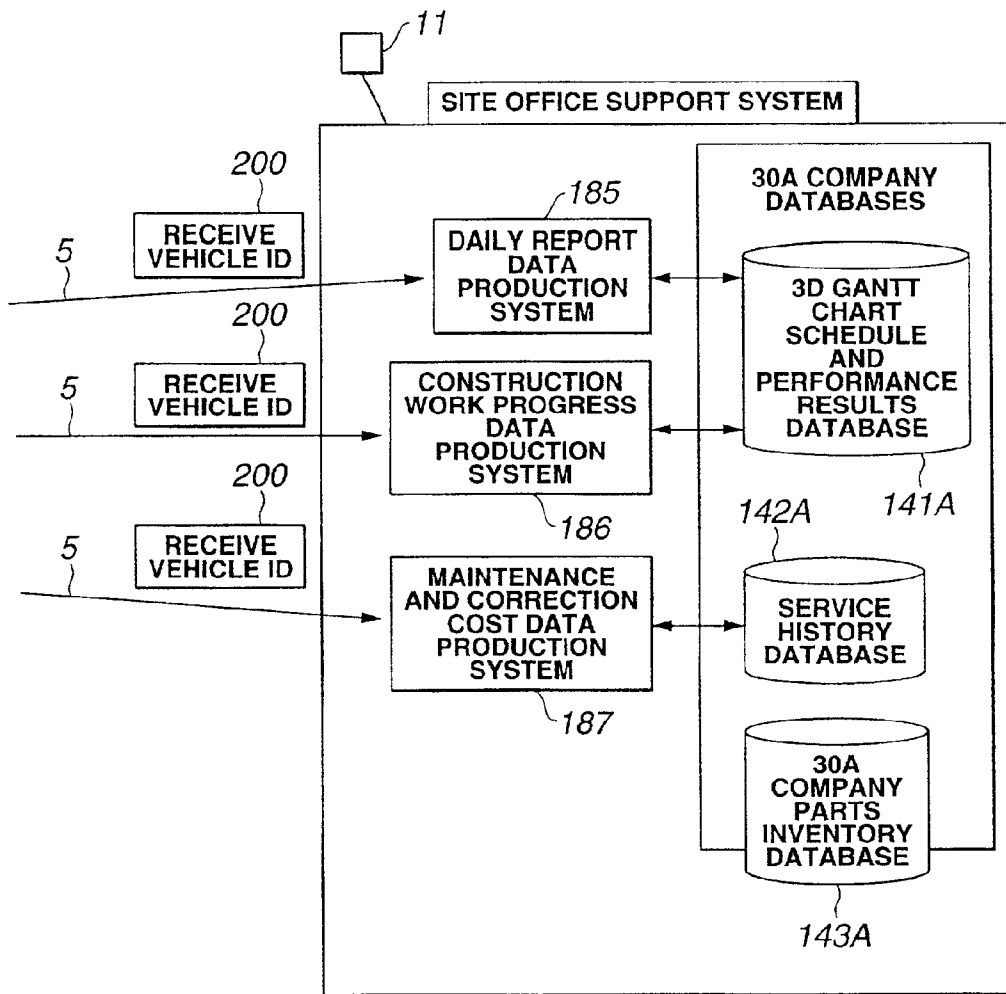 11
SITE OFFICE SUPPORT SYSTEM
200
RECEIVE
VEHICLE ID
5
185
DAILY REPORT
DATA
PRODUCTION
SYSTEM
30A COMPANY
DATABASES
3D GANTT
CHART
SCHEDULE
AND
PERFORMANCE
RESULTS
DATABASE
141A
200
RECEIVE
VEHICLE ID
5
CONSTRUCTION
WORK PROGRESS
DATA
PRODUCTION
SYSTEM
186
200
RECEIVE
VEHICLE ID
5
MAINTENANCE
AND CORRECTION
COST DATA
PRODUCTION
SYSTEM
187
142A
SERVICE
HISTORY
DATABASE
30A
COMPANY
PARTS
INVENTORY
DATABASE
143A